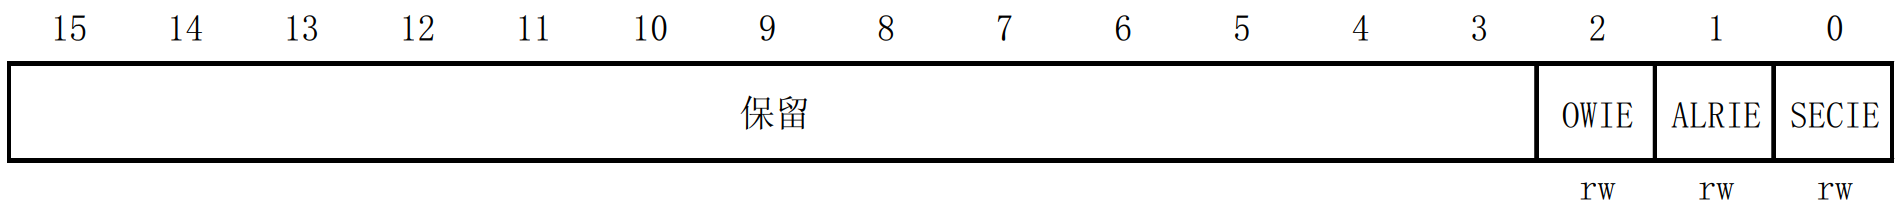 15 14 13 12 11 10 9 8 7 6 5 4 3 2 1 0
保留 OWIE ALRIE SECIE
rw rw rw